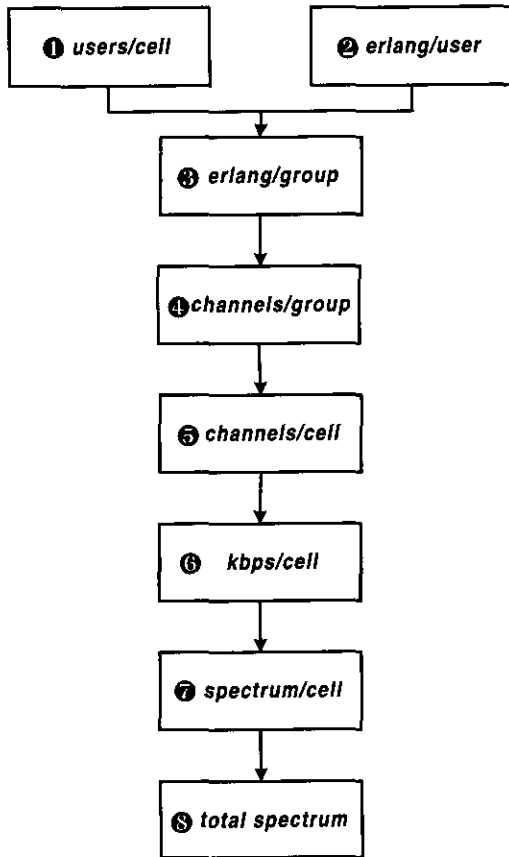 ❶ users/cell
❷ erlang/user
❸ erlang/group
❹ channels/group
❺ channels/cell
❻ kbps/cell
❼ spectrum/cell
❽ total spectrum